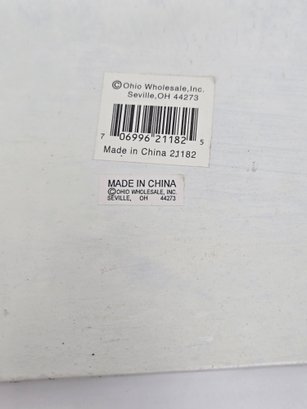 ©Ohio Wholesale,Inc.
Seville,OH 44273
7 06996 21182 5
Made in China 21182
MADE IN CHINA
©OHIO WHOLESALE, INC.
SEVILLE, OH 44273